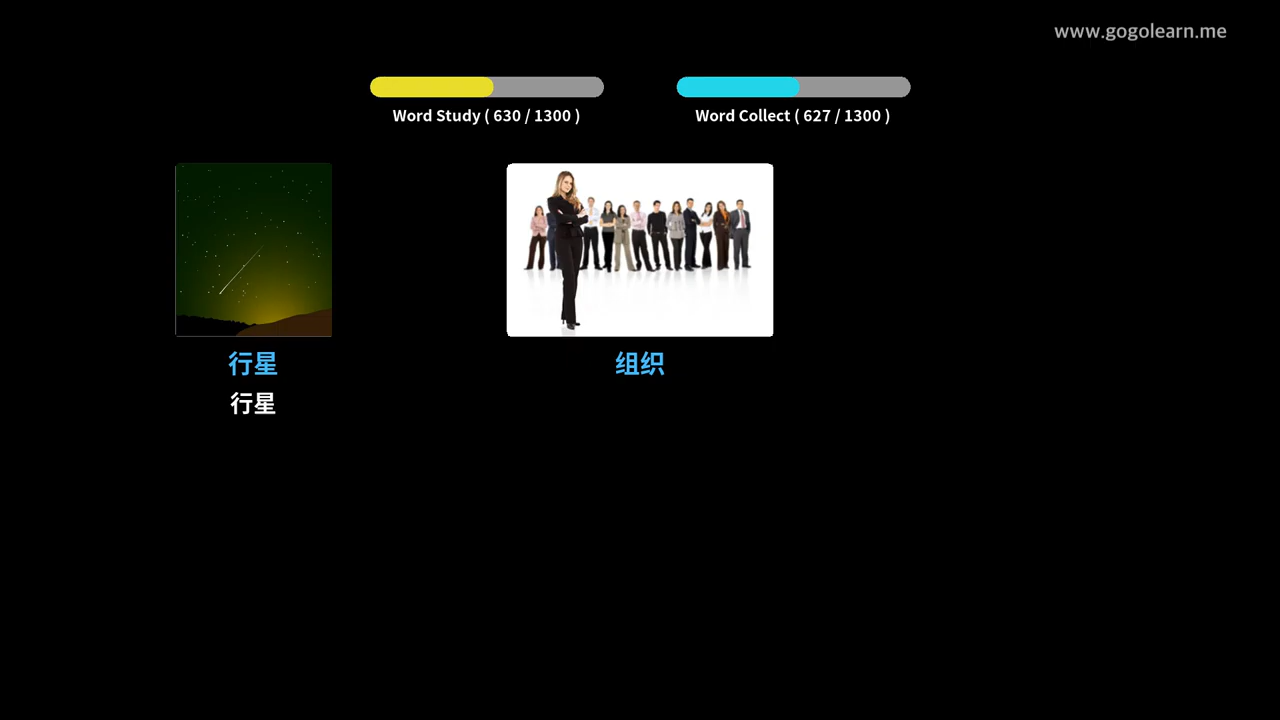 www.gogolearn.me
Word Study ( 630 / 1300 )
Word Collect ( 627 / 1300 )
行星
组织
行星